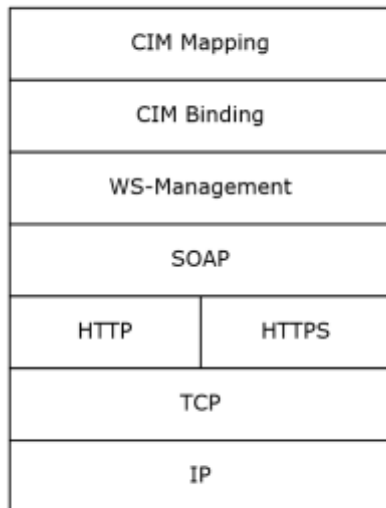 CIM Mapping
CIM Binding
WS-Management
SOAP
HTTP HTTPS
TCP
IP